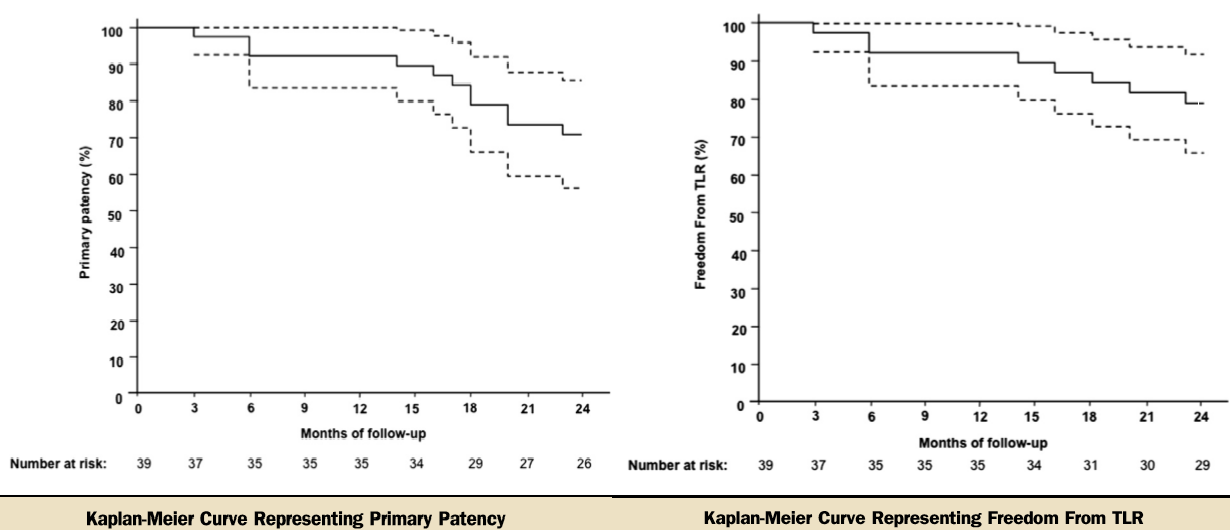 100
90
80
70
60
50
40
30
20
10
0
Primary patency (%)
0 3 6 9 12 15 18 21 24
Months of follow-up
Number at risk: 39 37 35 35 35 34 29 27 26
Kaplan-Meier Curve Representing Primary Patency
100
90
80
70
60
50
40
30
20
10
0
Freedom From TLR (%)
0 3 6 9 12 15 18 21 24
Months of follow-up
Number at risk: 39 37 35 35 35 34 31 30 29
Kaplan-Meier Curve Representing Freedom From TLR